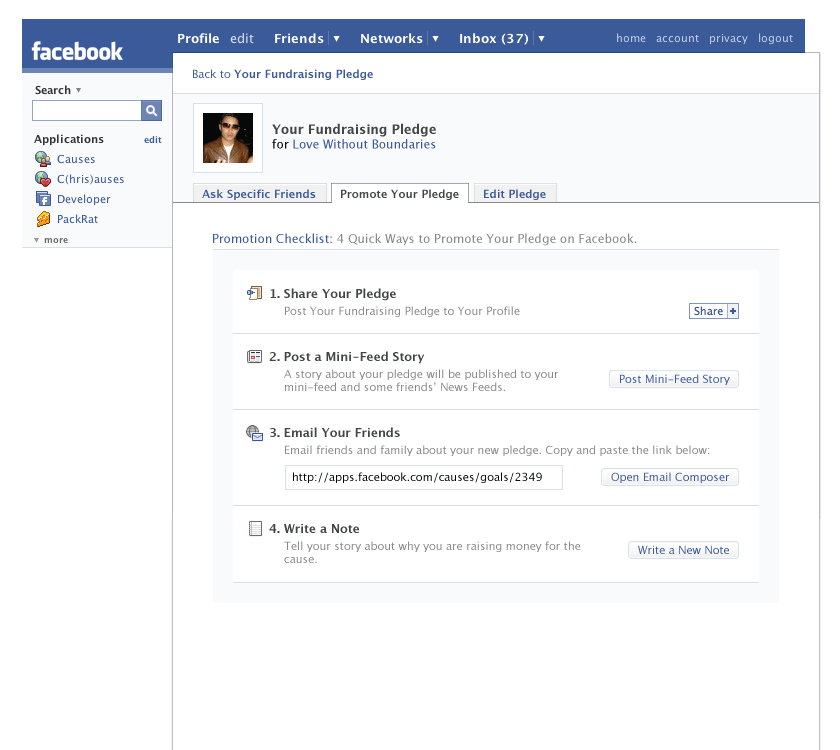 facebook
Profile edit Friends Networks Inbox (37) home account privacy logout
Search
Applications edit
Causes
C(hris)auses
Developer
PackRat
more
Back to Your Fundraising Pledge
Your Fundraising Pledge
for Love Without Boundaries
Ask Specific Friends Promote Your Pledge Edit Pledge
Promotion Checklist: 4 Quick Ways to Promote Your Pledge on Facebook.
1. Share Your Pledge
Post Your Fundraising Pledge to Your Profile
Share +
2. Post a Mini-Feed Story
A story about your pledge will be published to your
mini-feed and some friends' News Feeds.
Post Mini-Feed Story
3. Email Your Friends
Email friends and family about your new pledge. Copy and paste the link below:
http://apps.facebook.com/causes/goals/2349
Open Email Composer
4. Write a Note
Tell your story about why you are raising money for the
cause.
Write a New Note